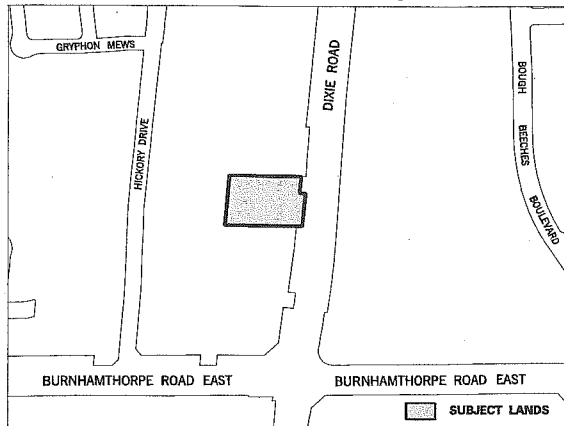 GRYPHON MEWS
HICKORY DRIVE
DIXIE ROAD
BOUGH BEECHES BOULEVARD
BURNHAMTHORPE ROAD EAST
BURNHAMTHORPE ROAD EAST
SUBJECT LANDS